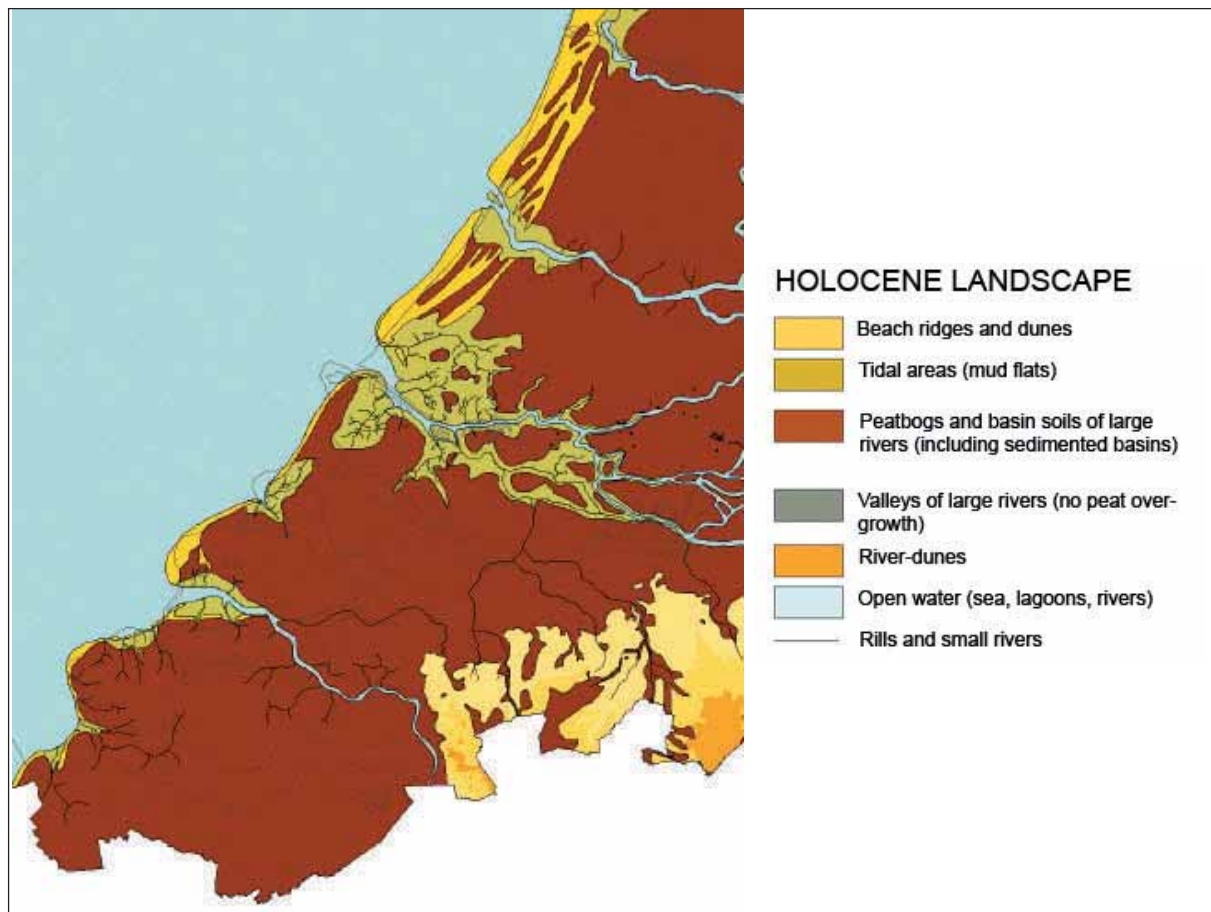 HOLOCENE LANDSCAPE
Beach ridges and dunes
Tidal areas (mud flats)
Peatbogs and basin soils of large
rivers (including sedimented basins)
Valleys of large rivers (no peat over-
growth)
River-dunes
Open water (sea, lagoons, rivers)
Rills and small rivers